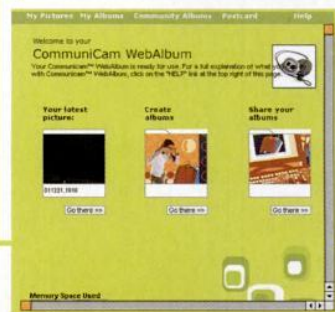 My Pictures My Albums Community Albums Postcard Help
Welcome to your
CommuniCam WebAlbum
Your Communicam™ WebAlbum is ready for use. For a full explanation of what you
with Communicam™ WebAlbum, click on the "HELP" link at the top right of this page.
Your latest
picture:
Create
albums
Share your
albums
011221_1010
Go there >>
Go there >>
Go there >>
Memory Space Used